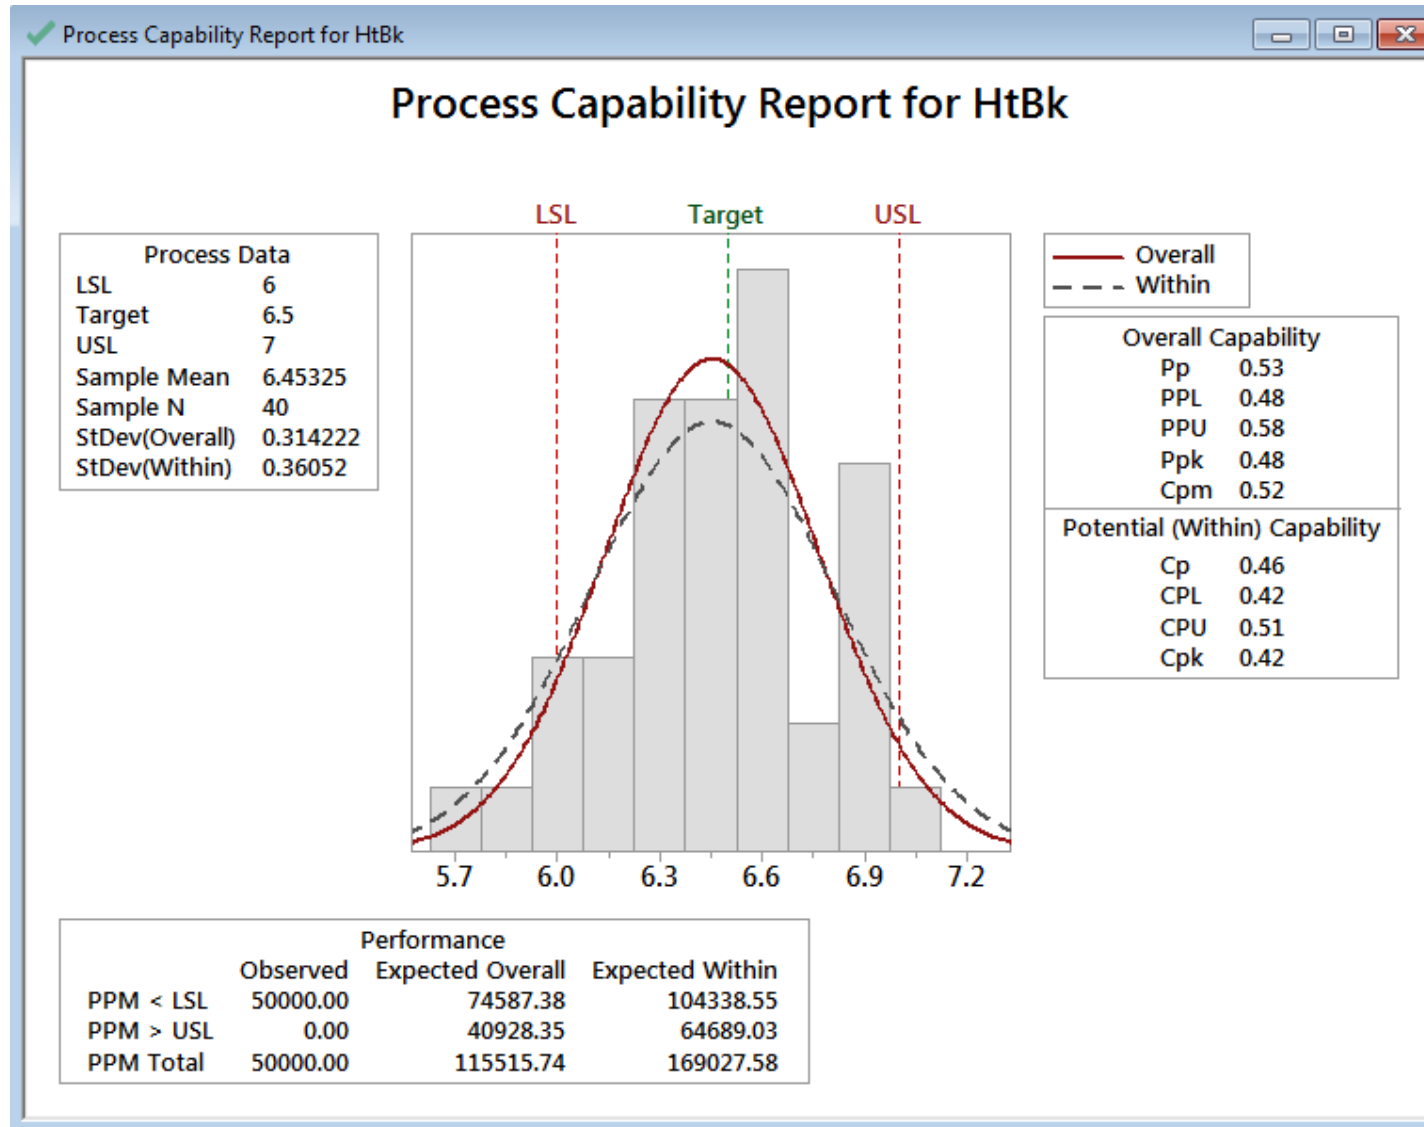 Process Capability Report for HtBk
Process Capability Report for HtBk
LSL Target USL
Process Data
LSL 6
Target 6.5
USL 7
Sample Mean 6.45325
Sample N 40
StDev(Overall) 0.314222
StDev(Within) 0.36052
Overall
Within
Overall Capability
Pp 0.53
PPL 0.48
PPU 0.58
Ppk 0.48
Cpm 0.52
Potential (Within) Capability
Cp 0.46
CPL 0.42
CPU 0.51
Cpk 0.42
5.7 6.0 6.3 6.6 6.9 7.2
Performance
Observed Expected Overall Expected Within
PPM < LSL 50000.00 74587.38 104338.55
PPM > USL 0.00 40928.35 64689.03
PPM Total 50000.00 115515.74 169027.58